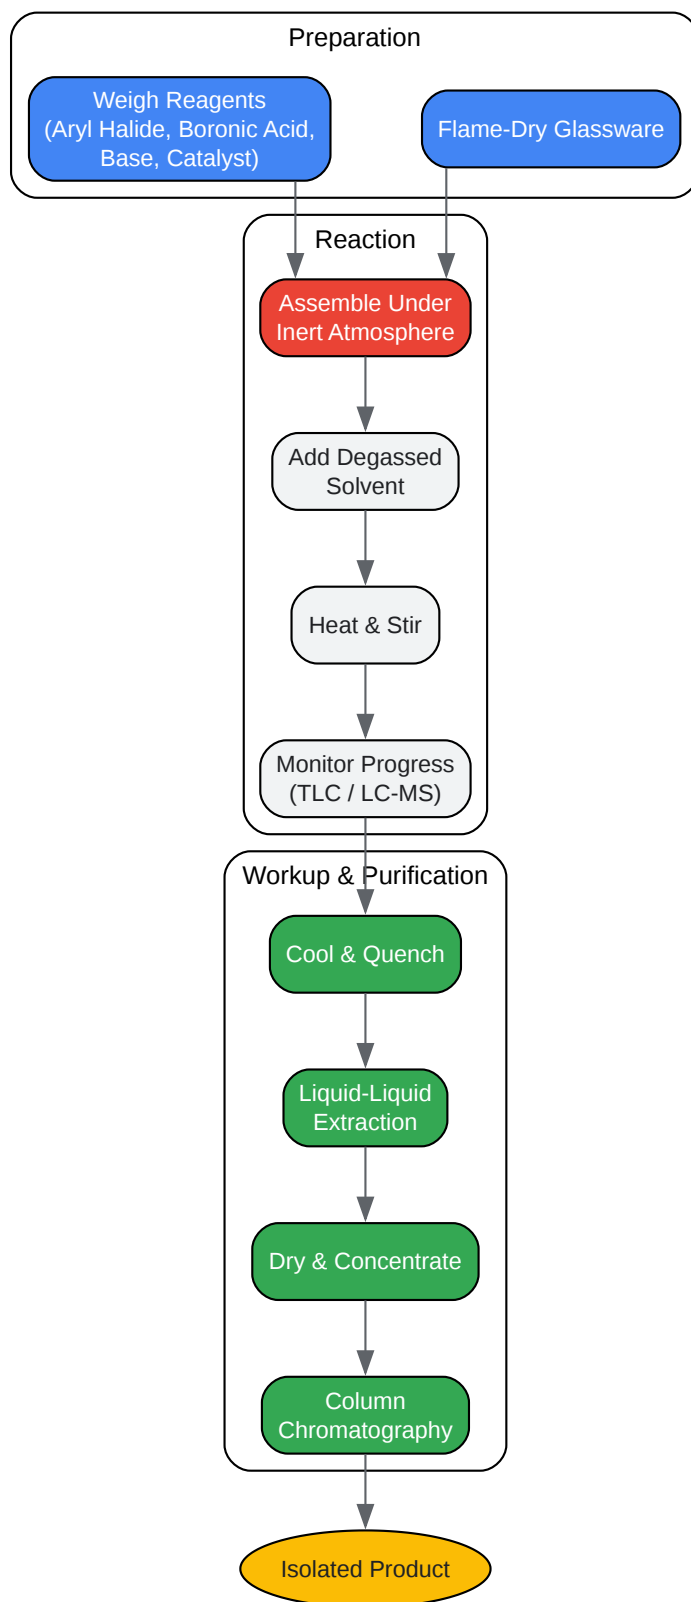 Preparation
Weigh Reagents
(Aryl Halide, Boronic Acid,
Base, Catalyst)
Flame-Dry Glassware
Reaction
Assemble Under
Inert Atmosphere
Add Degassed
Solvent
Heat & Stir
Monitor Progress
(TLC / LC-MS)
Workup & Purification
Cool & Quench
Liquid-Liquid
Extraction
Dry & Concentrate
Column
Chromatography
Isolated Product